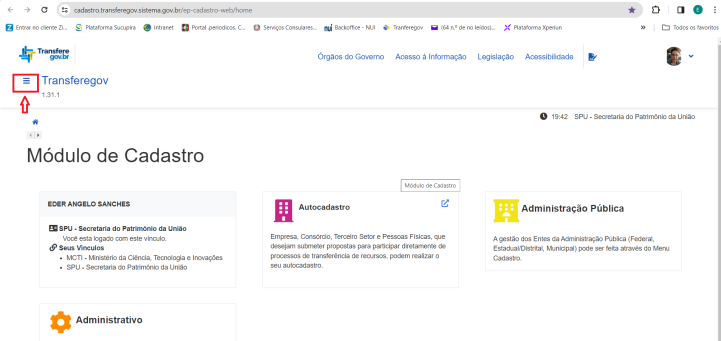 cadastro.transferegov.sistema.gov.br/ep-cadastro-web/home
Entrar no cliente Zi... Plataforma Sucupira Intranet Portal .periodicos. C... Serviços Consulares... Backoffice - NUI Tranferegov (64 n.º de no leídos)... Plataforma Xperiun » Todos os favoritos
Transfere
gov.br
Órgãos do Governo Acesso à Informação Legislação Acessibilidade
Transferegov
1.31.1
19:42 SPU - Secretaria do Patrimônio da União
Módulo de Cadastro
Módulo de Cadastro
EDER ANGELO SANCHES
SPU - Secretaria do Patrimônio da União
Você esta logado com este vinculo.
Seus Vinculos
• MCTI - Ministério da Ciência, Tecnologia e Inovações
• SPU - Secretaria do Patrimônio da União
Autocadastro
Empresa, Consórcio, Terceiro Setor e Pessoas Físicas, que
desejam submeter propostas para participar diretamente de
processos de transferência de recursos, podem realizar o
seu autocadastro.
Administração Pública
A gestão dos Entes da Administração Pública (Federal,
Estadual/Distrital, Municipal) pode ser feita através do Menu
Cadastro.
Administrativo